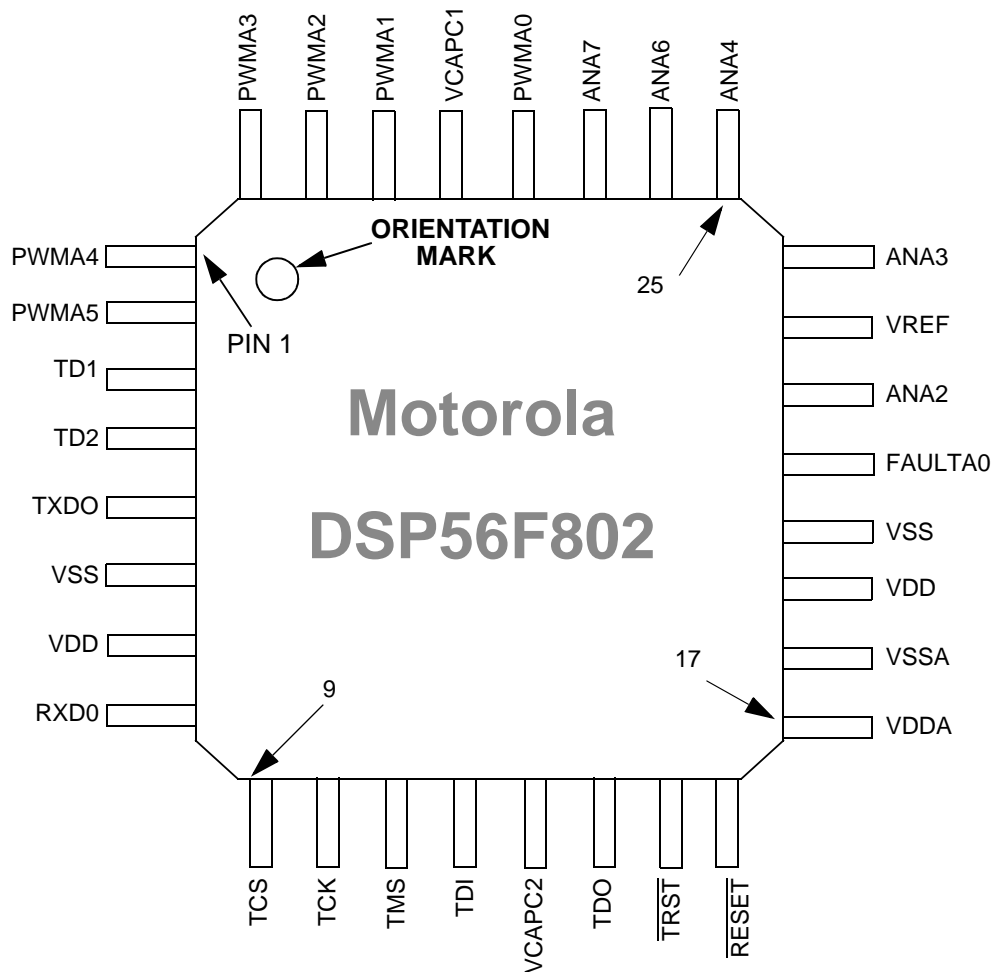 PWMA3
PWMA2
PWMA1
VCAPC1
PWMA0
ANA7
ANA6
ANA4
ORIENTATION
MARK
PIN 1
25
PWMA4
PWMA5
TD1
TD2
TXDO
VSS
VDD
RXD0
Motorola
DSP56F802
ANA3
VREF
ANA2
FAULTA0
VSS
VDD
VSSA
VDDA
9
17
TCS
TCK
TMS
TDI
VCAPC2
TDO
TRST
RESET